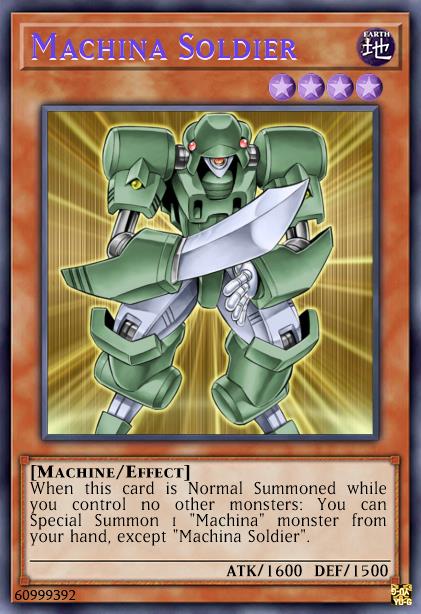 Machina Soldier
EARTH
地
[Machine/Effect]
When this card is Normal Summoned while
you control no other monsters: You can
Special Summon 1 "Machina" monster from
your hand, except "Machina Soldier".
ATK/1600 DEF/1500
60999392